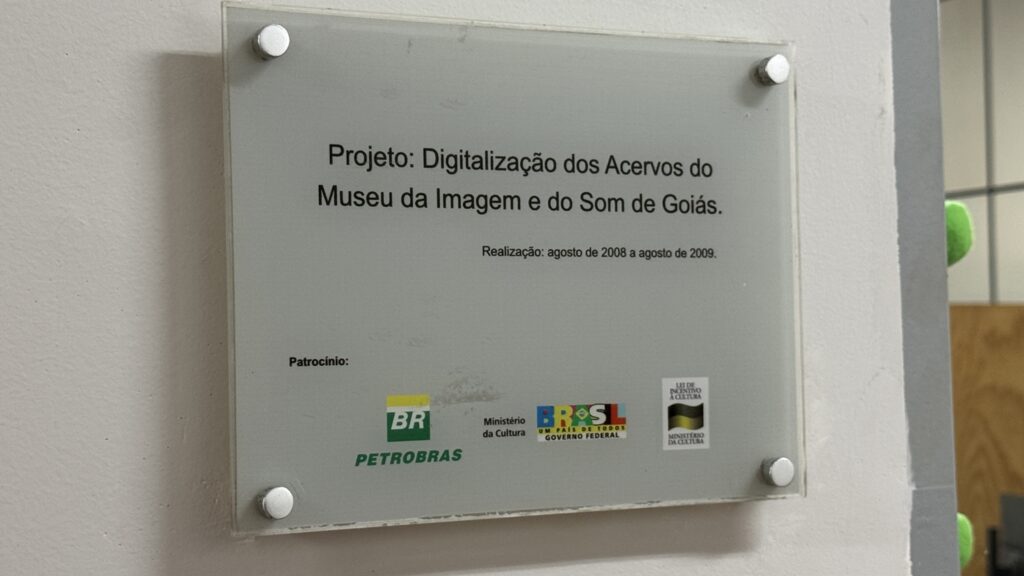 Projeto: Digitalização dos Acervos do
Museu da Imagem e do Som de Goiás.
Realização: agosto de 2008 a agosto de 2009.
Patrocínio:
BR
PETROBRAS
Ministério
da Cultura
BRASIL
UM PAÍS DE TODOS
GOVERNO FEDERAL
LEI DE
INCENTIVO
À CULTURA
MINISTÉRIO
DA CULTURA